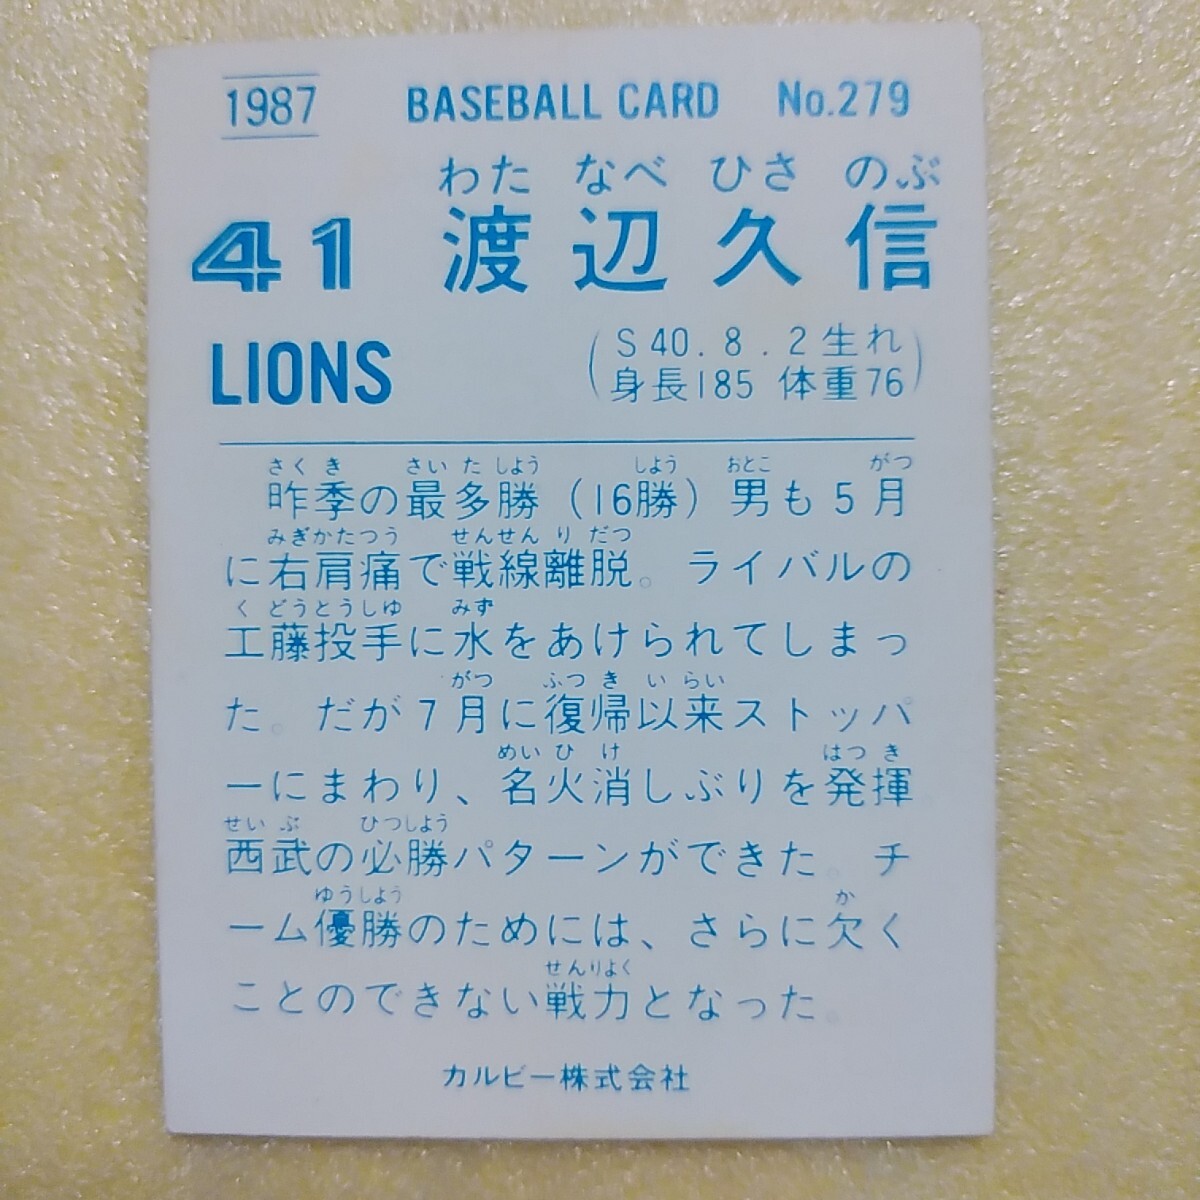 1987 BASEBALL CARD No.279
わた なべ ひさ のぶ
41 渡辺久信
LIONS
(S40.8.2生れ
身長185 体重76)
さくき さいたしよう しよう おとこ がつ
昨季の最多勝(16勝)男も5月
みぎかたつう せんせんりだつ
に右肩痛で戦線離脱。ライバルの
くどうとうしゆ みず
工藤投手に水をあけられてしまっ
がつ ふつきいらい
た。だが7月に復帰以来ストッパ
めいひけ はつき
ーにまわり、名火消しぶりを発揮。
せいぶ ひつしよう
西武の必勝パターンができた。チ
ゆうしよう か
ーム優勝のためには、さらに欠く
せんりよく
ことのできない戦力となった。
カルビー株式会社